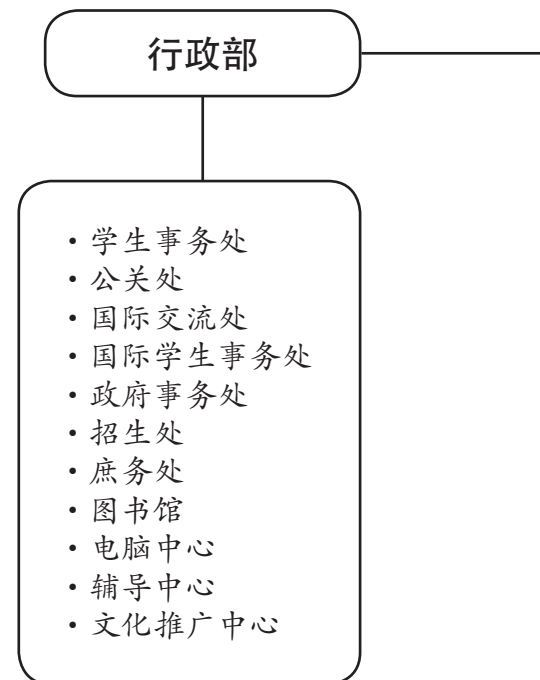 行政部
・学生事务处
・公关处
・国际交流处
・国际学生事务处
・政府事务处
・招生处
・庶务处
・图书馆
・电脑中心
・辅导中心
・文化推广中心